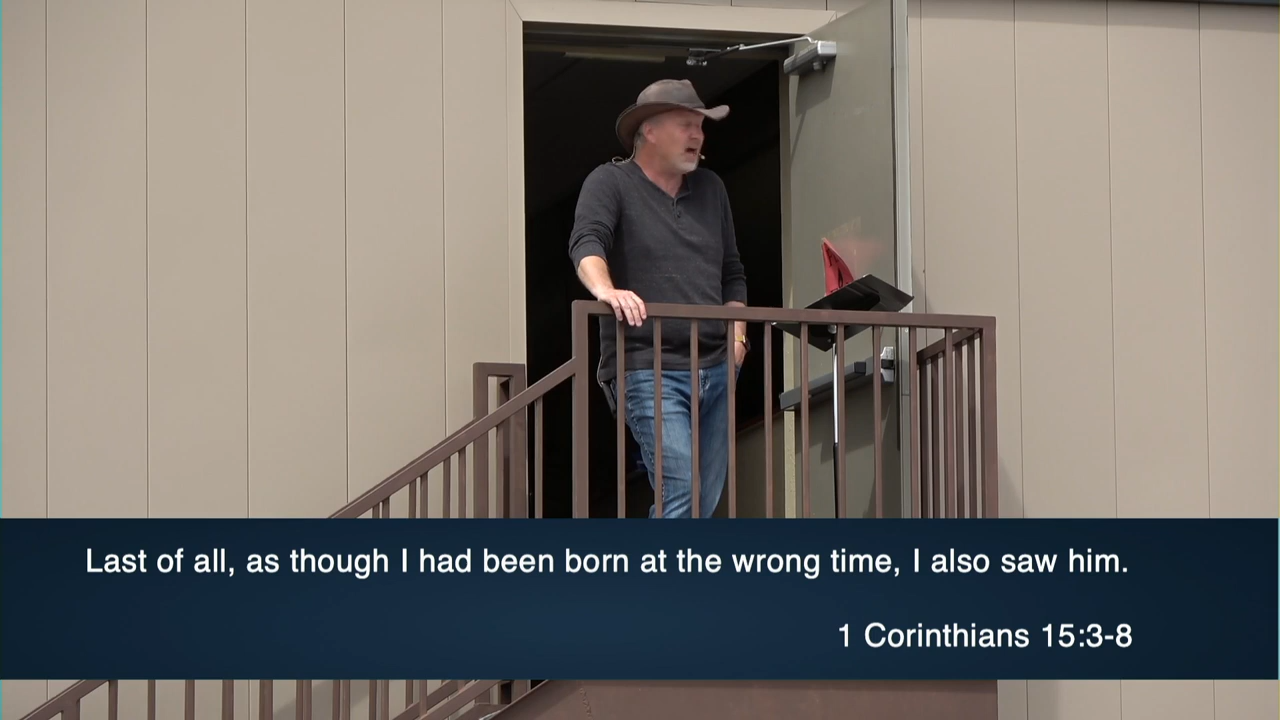 Last of all, as though I had been born at the wrong time, I also saw him.
1 Corinthians 15:3-8